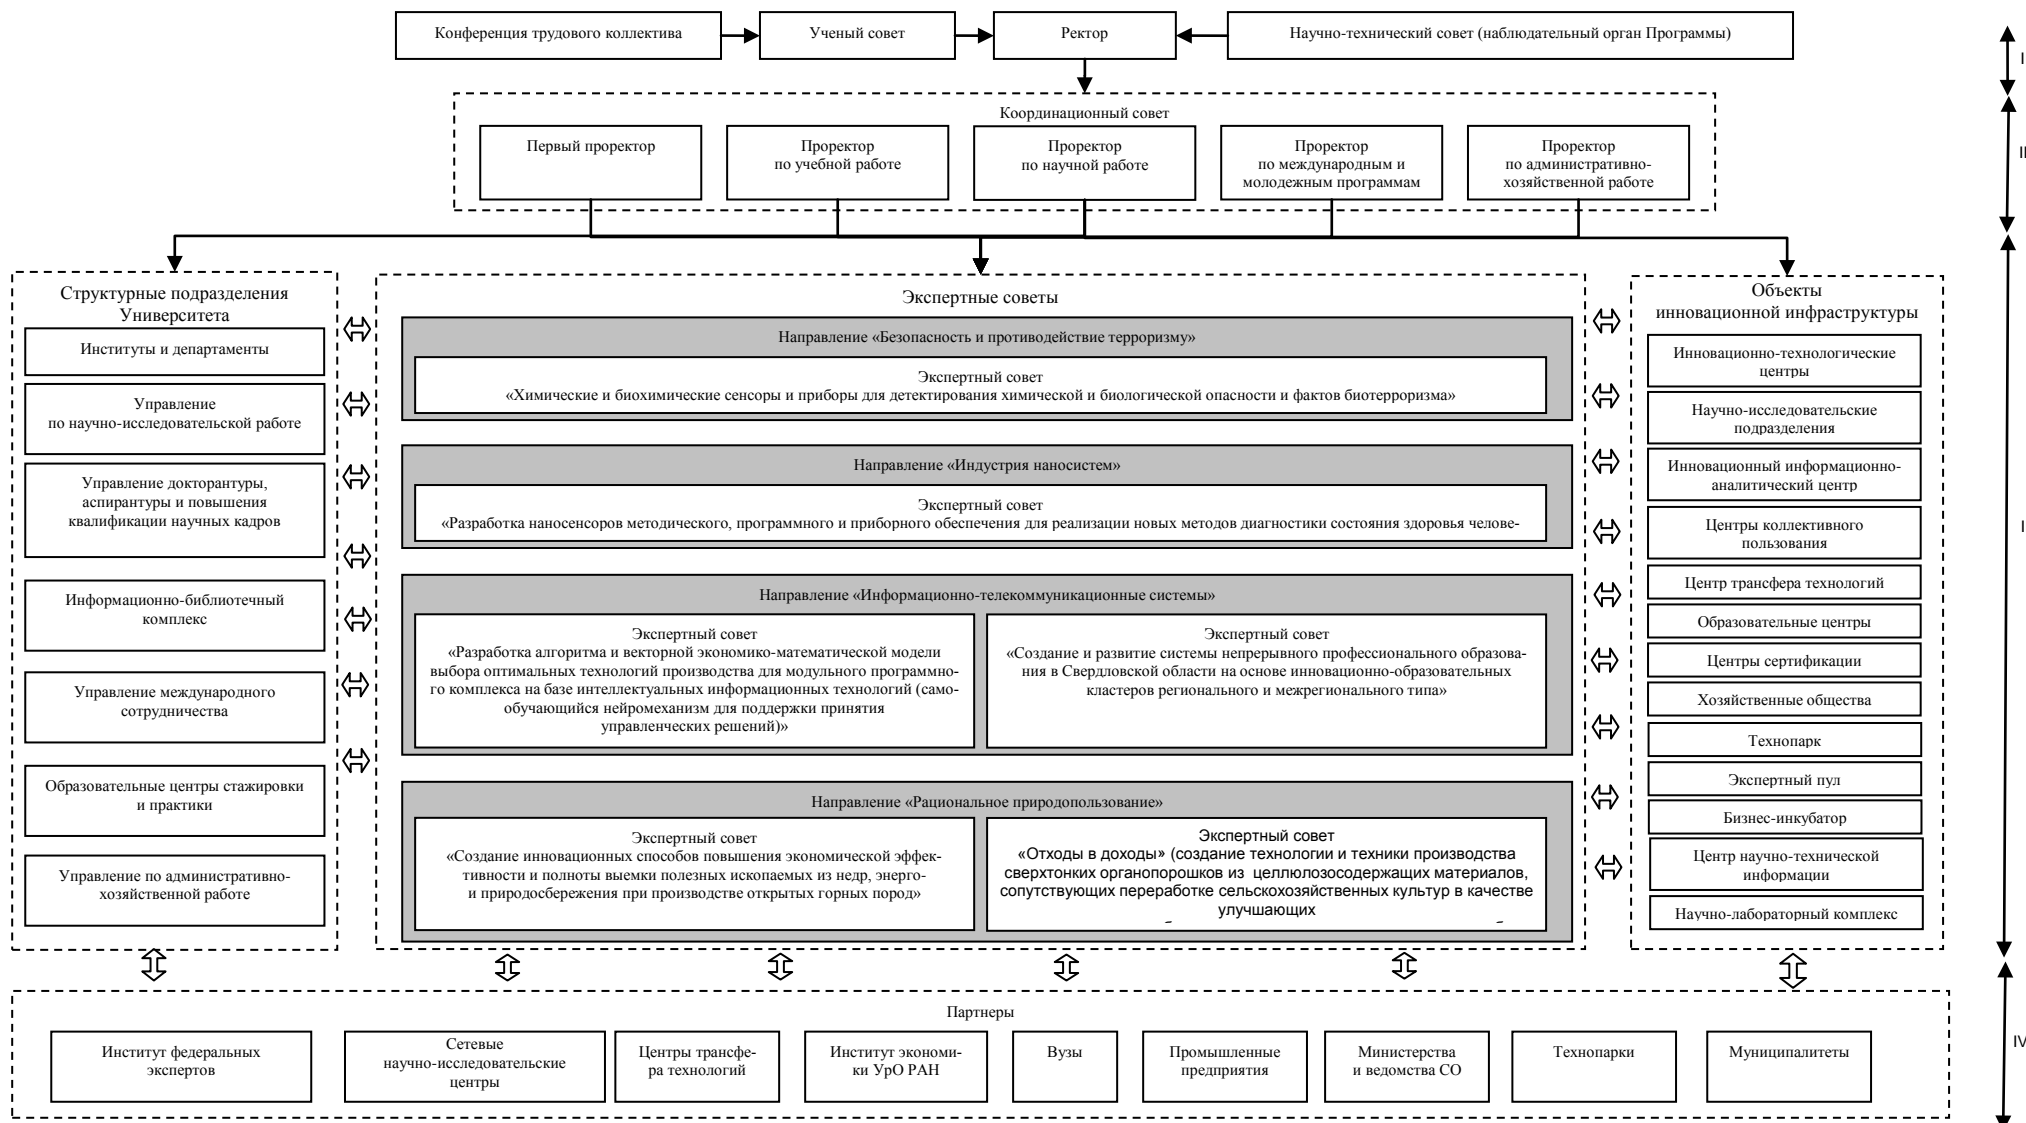 Конференция трудового коллектива
Ученый совет
Ректор
Научно-технический совет (наблюдательный орган Программы)
I
Координационный совет
Первый проректор
Проректор
по учебной работе
Проректор
по научной работе
Проректор
по международным и
молодежным программам
Проректор
по административно-
хозяйственной работе
II
Структурные подразделения
Университета
Институты и департаменты
Управление
по научно-исследовательской работе
Управление докторантуры,
аспирантуры и повышения
квалификации научных кадров
Информационно-библиотечный
комплекс
Управление международного
сотрудничества
Образовательные центры стажировки
и практики
Управление по административно-
хозяйственной работе
Экспертные советы
Направление «Безопасность и противодействие терроризму»
Экспертный совет
«Химические и биохимические сенсоры и приборы для детектирования химической и биологической опасности и фактов биотерроризма»
Направление «Индустрия наносистем»
Экспертный совет
«Разработка наносенсоров методического, программного и приборного обеспечения для реализации новых методов диагностики состояния здоровья челове-
Направление «Информационно-телекоммуникационные системы»
Экспертный совет
«Разработка алгоритма и векторной экономико-математической модели
выбора оптимальных технологий производства для модульного программно-
го комплекса на базе интеллектуальных информационных технологий (само-
обучающийся нейромеханизм для поддержки принятия
управленческих решений)»
Экспертный совет
«Создание и развитие системы непрерывного профессионального образова-
ния в Свердловской области на основе инновационно-образовательных
кластеров регионального и межрегионального типа»
Направление «Рациональное природопользование»
Экспертный совет
«Создание инновационных способов повышения экономической эффек-
тивности и полноты выемки полезных ископаемых из недр, энерго-
и природосбережения при производстве открытых горных пород»
Экспертный совет
«Отходы в доходы» (создание технологии и техники производства
сверхтонких органопорошков из целлюлозосодержащих материалов,
сопутствующих переработке сельскохозяйственных культур в качестве
улучшающих
Объекты
инновационной инфраструктуры
Инновационно-технологические
центры
Научно-исследовательские
подразделения
Инновационный информационно-
аналитический центр
Центры коллективного
пользования
Центр трансфера технологий
Образовательные центры
Центры сертификации
Хозяйственные общества
Технопарк
Экспертный пул
Бизнес-инкубатор
Центр научно-технической
информации
Научно-лабораторный комплекс
I
Партнеры
Институт федеральных
экспертов
Сетевые
научно-исследовательские
центры
Центры трансфе-
ра технологий
Институт экономи-
ки УрО РАН
Вузы
Промышленные
предприятия
Министерства
и ведомства СО
Технопарки
Муниципалитеты
IV